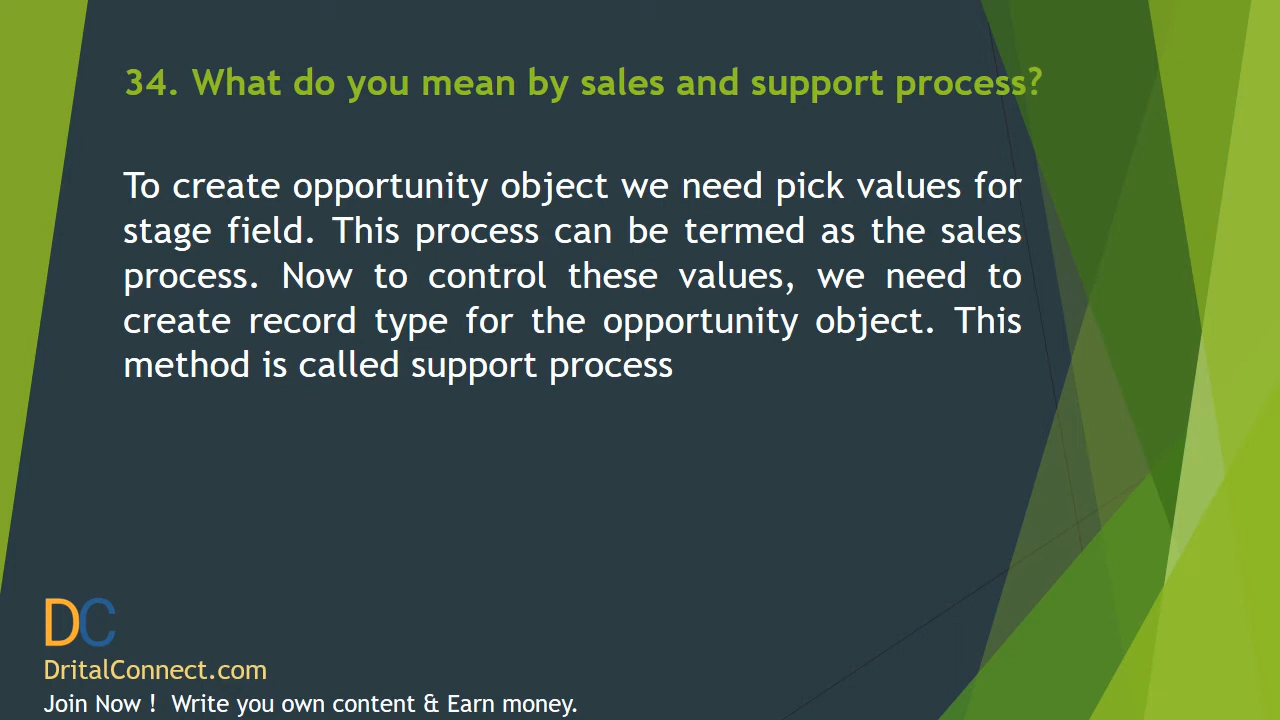 34. What do you mean by sales and support process?
To create opportunity object we need pick values for
stage field. This process can be termed as the sales
process. Now to control these values, we need to
create record type for the opportunity object. This
method is called support process
DC
DritalConnect.com
Join Now ! Write you own content & Earn money.